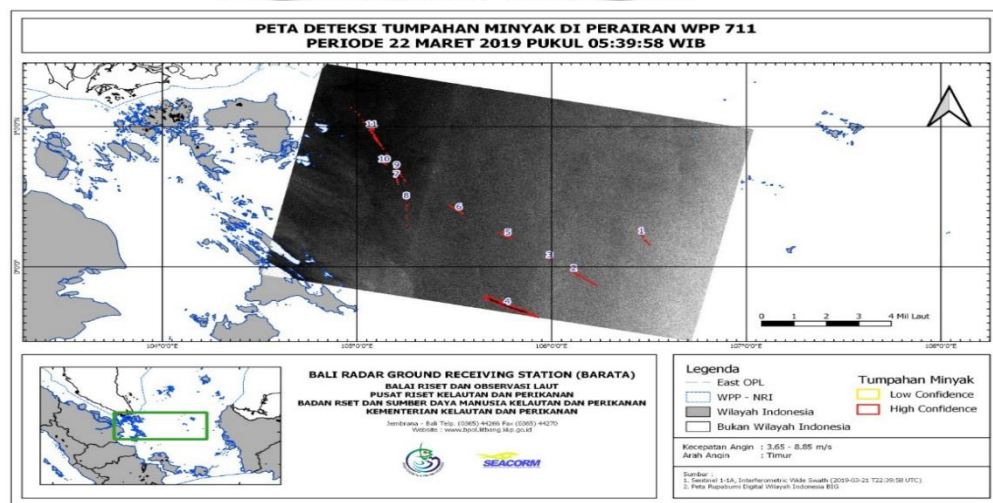 PETA DETEKSI TUMPAHAN MINYAK DI PERAIRAN WPP 711
PERIODE 22 MARET 2019 PUKUL 05:39:58 WIB
11
10
9
7
8
6
5
1
3
2
4
0 1 2 3 4 Mil Laut
1°0'0"N
0°0'0"
104°0'0"E
105°0'0"E
106°0'0"E
107°0'0"E
108°0'0"E
BALI RADAR GROUND RECEIVING STATION (BARATA)
BALAI RISET DAN OBSERVASI LAUT
PUSAT RISET KELAUTAN DAN PERIKANAN
BADAN RSET DAN SUMBER DAYA MANUSIA KELAUTAN DAN PERIKANAN
KEMENTERIAN KELAUTAN DAN PERIKANAN
Jembrana - Bali Telp. (0365) 44266 Fax (0365) 44270
Website : www.bpol.litbang.kkp.go.id
SEACORM
Legenda
East OPL
WPP - NRI
Wilayah Indonesia
Bukan Wilayah Indonesia
Tumpahan Minyak
Low Confidence
High Confidence
Kecepatan Angin : 3.65 - 8.85 m/s
Arah Angin : Timur
Sumber :
1. Sentinel 1-1A, Interferometric Wide Swath (2019-03-21 T22:39:58 UTC)
2. Peta Rupabumi Digital Wilayah Indonesia BIG